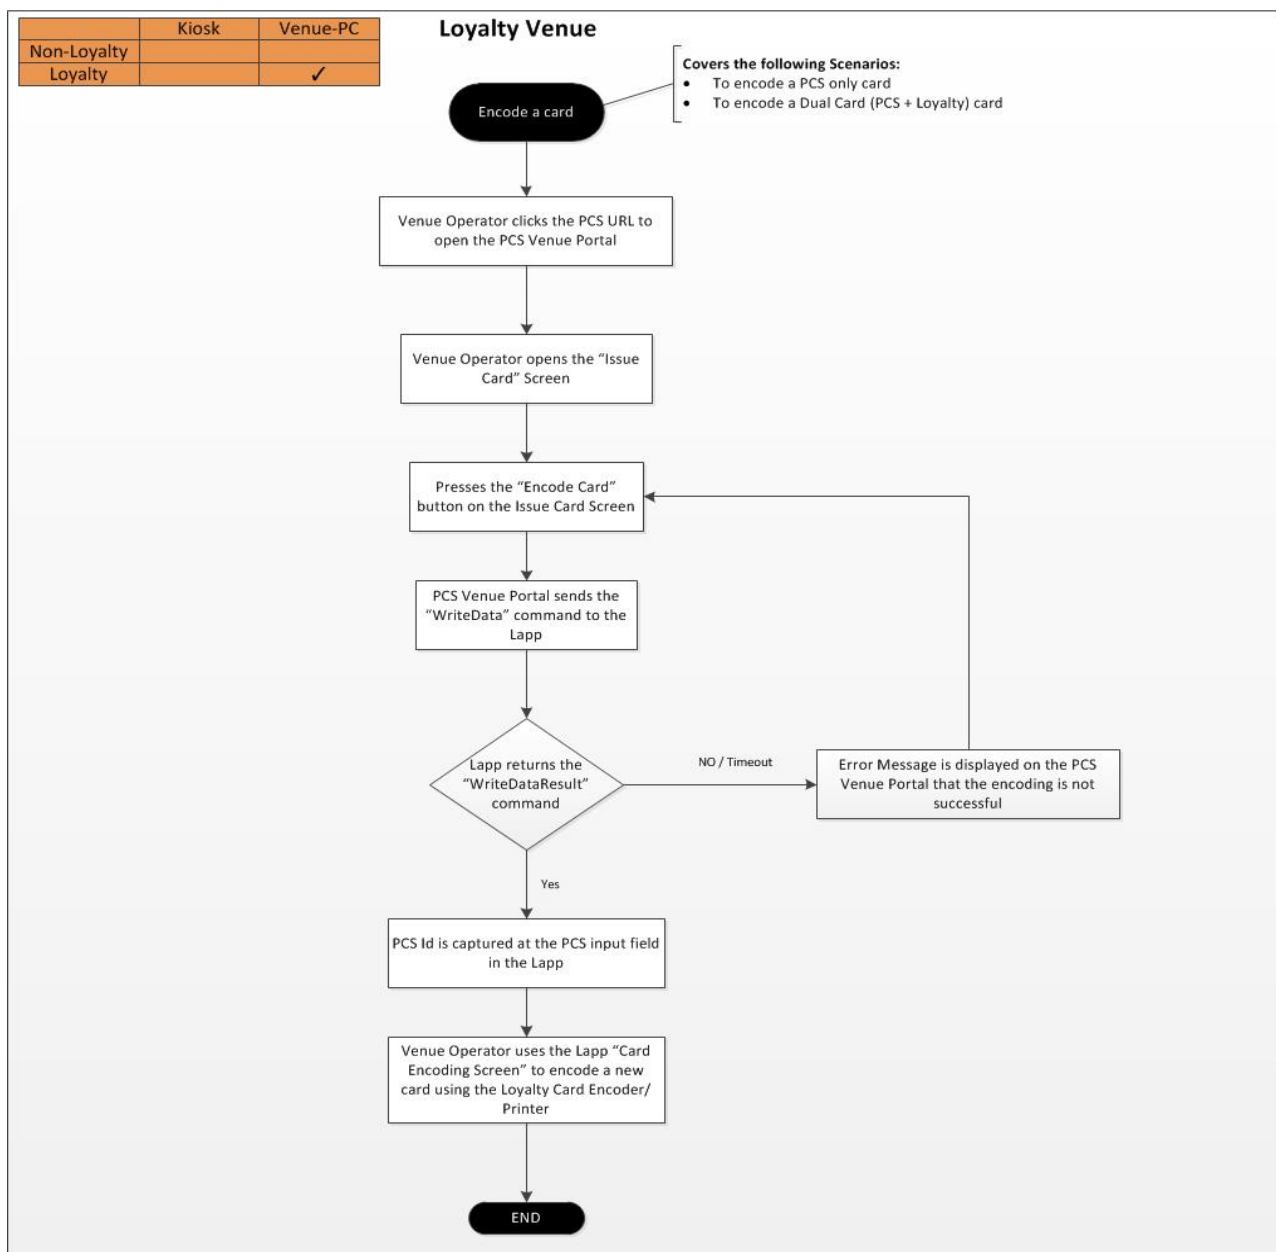 Kiosk Venue-PC
Non-Loyalty
Loyalty ✓
Loyalty Venue
Covers the following Scenarios:
• To encode a PCS only card
• To encode a Dual Card (PCS + Loyalty) card
Encode a card
Venue Operator clicks the PCS URL to
open the PCS Venue Portal
Venue Operator opens the “Issue
Card” Screen
Presses the “Encode Card”
button on the Issue Card Screen
PCS Venue Portal sends the
“WriteData” command to the
Lapp
Lapp returns the
“WriteDataResult”
command
NO / Timeout
Error Message is displayed on the PCS
Venue Portal that the encoding is not
successful
Yes
PCS Id is captured at the PCS input field
in the Lapp
Venue Operator uses the Lapp “Card
Encoding Screen” to encode a new
card using the Loyalty Card Encoder/
Printer
END